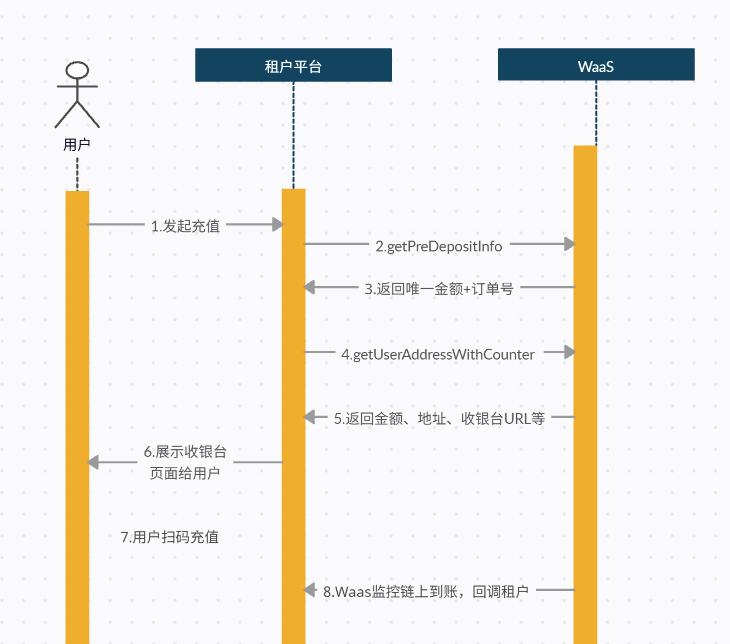 租户平台
WaaS
用户
1.发起充值
2.getPreDepositInfo
3.返回唯一金额+订单号
4.getUserAddressWithCounter
5.返回金额、地址、收银台URL等
6.展示收银台
页面给用户
7.用户扫码充值
8.Waas监控链上到账，回调租户